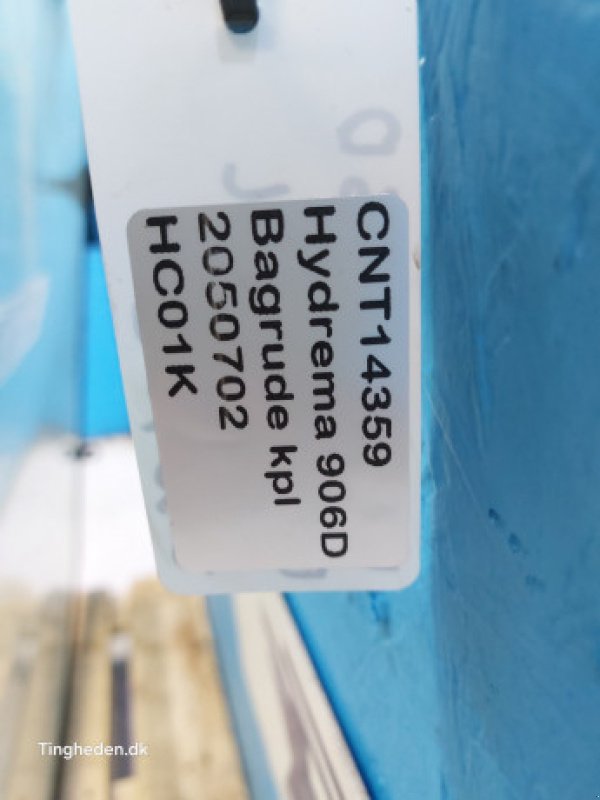 CNT14359
Hydrema 906D
Bagrude kpl
2050702
HC01K
Tingheden.dk